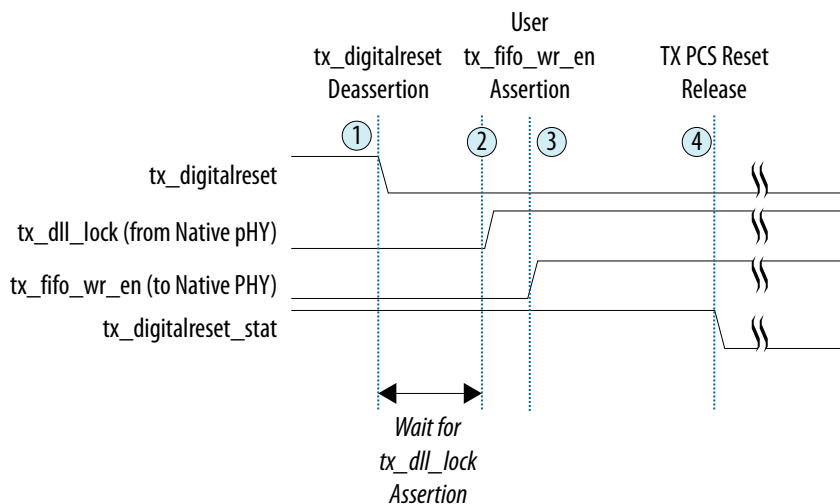 User
tx_digitalreset
Deassertion
tx_fifo_wr_en
Assertion
TX PCS Reset
Release
1
2
3
4
tx_digitalreset
tx_dll_lock (from Native pHY)
tx_fifo_wr_en (to Native PHY)
tx_digitalreset_stat
Wait for
tx_dll_lock
Assertion